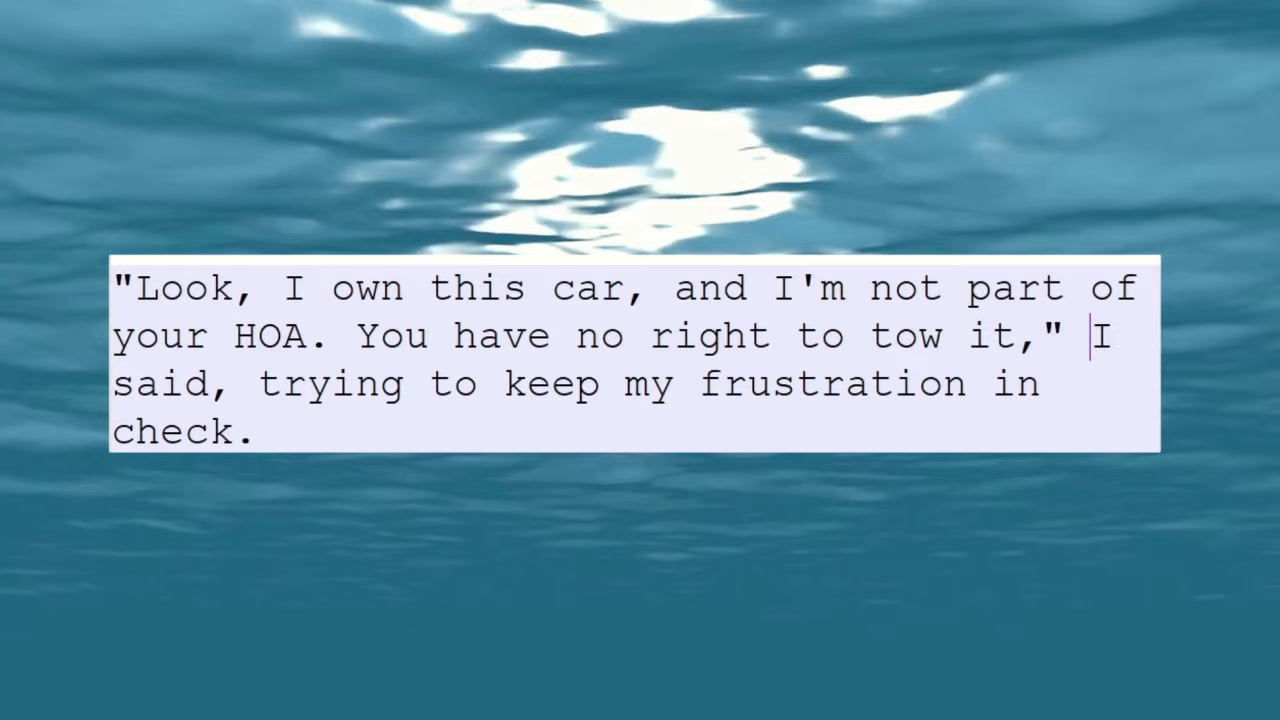 "Look, I own this car, and I'm not part of
your HOA. You have no right to tow it," I
said, trying to keep my frustration in
check.